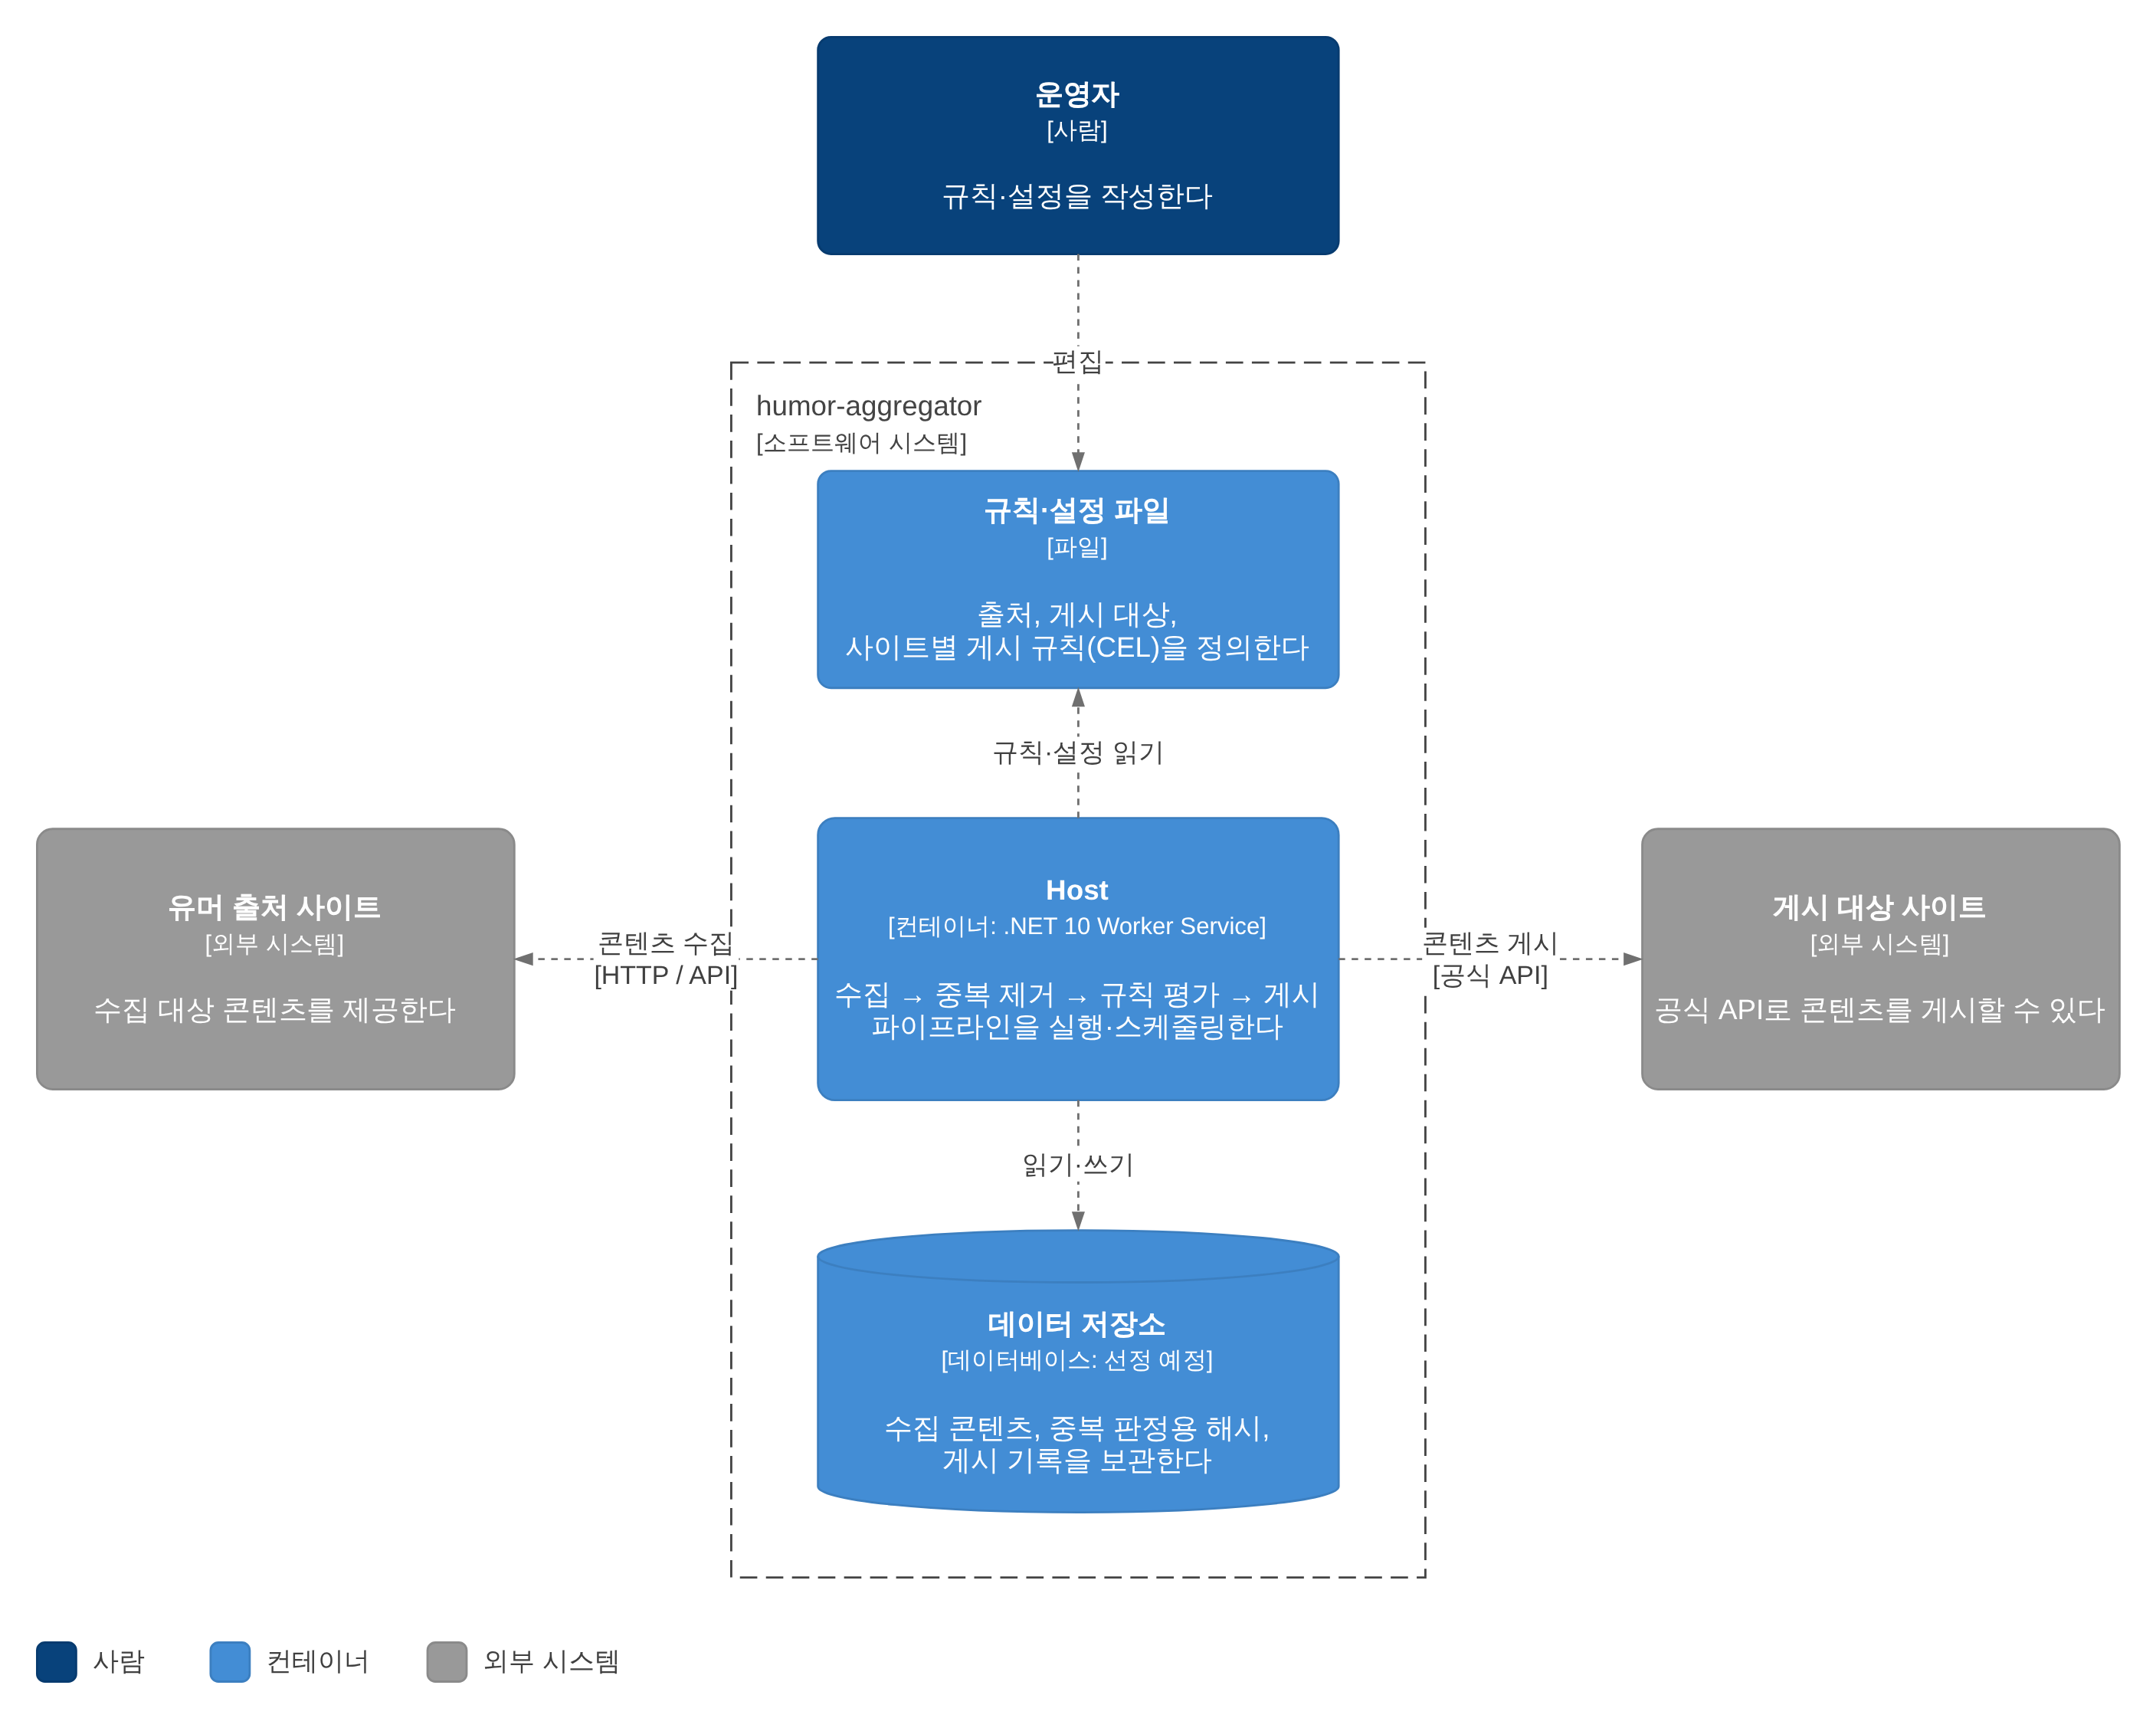 운영자
[사람]
규칙·설정을 작성한다
편집
humor-aggregator
[소프트웨어 시스템]
규칙·설정 파일
[파일]
출처, 게시 대상,
사이트별 게시 규칙(CEL)을 정의한다
규칙·설정 읽기
유머 출처 사이트
[외부 시스템]
수집 대상 콘텐츠를 제공한다
콘텐츠 수집
[HTTP / API]
Host
[컨테이너: .NET 10 Worker Service]
수집 → 중복 제거 → 규칙 평가 → 게시
파이프라인을 실행·스케줄링한다
콘텐츠 게시
[공식 API]
게시 대상 사이트
[외부 시스템]
공식 API로 콘텐츠를 게시할 수 있다
읽기·쓰기
데이터 저장소
[데이터베이스: 선정 예정]
수집 콘텐츠, 중복 판정용 해시,
게시 기록을 보관한다
사람
컨테이너
외부 시스템